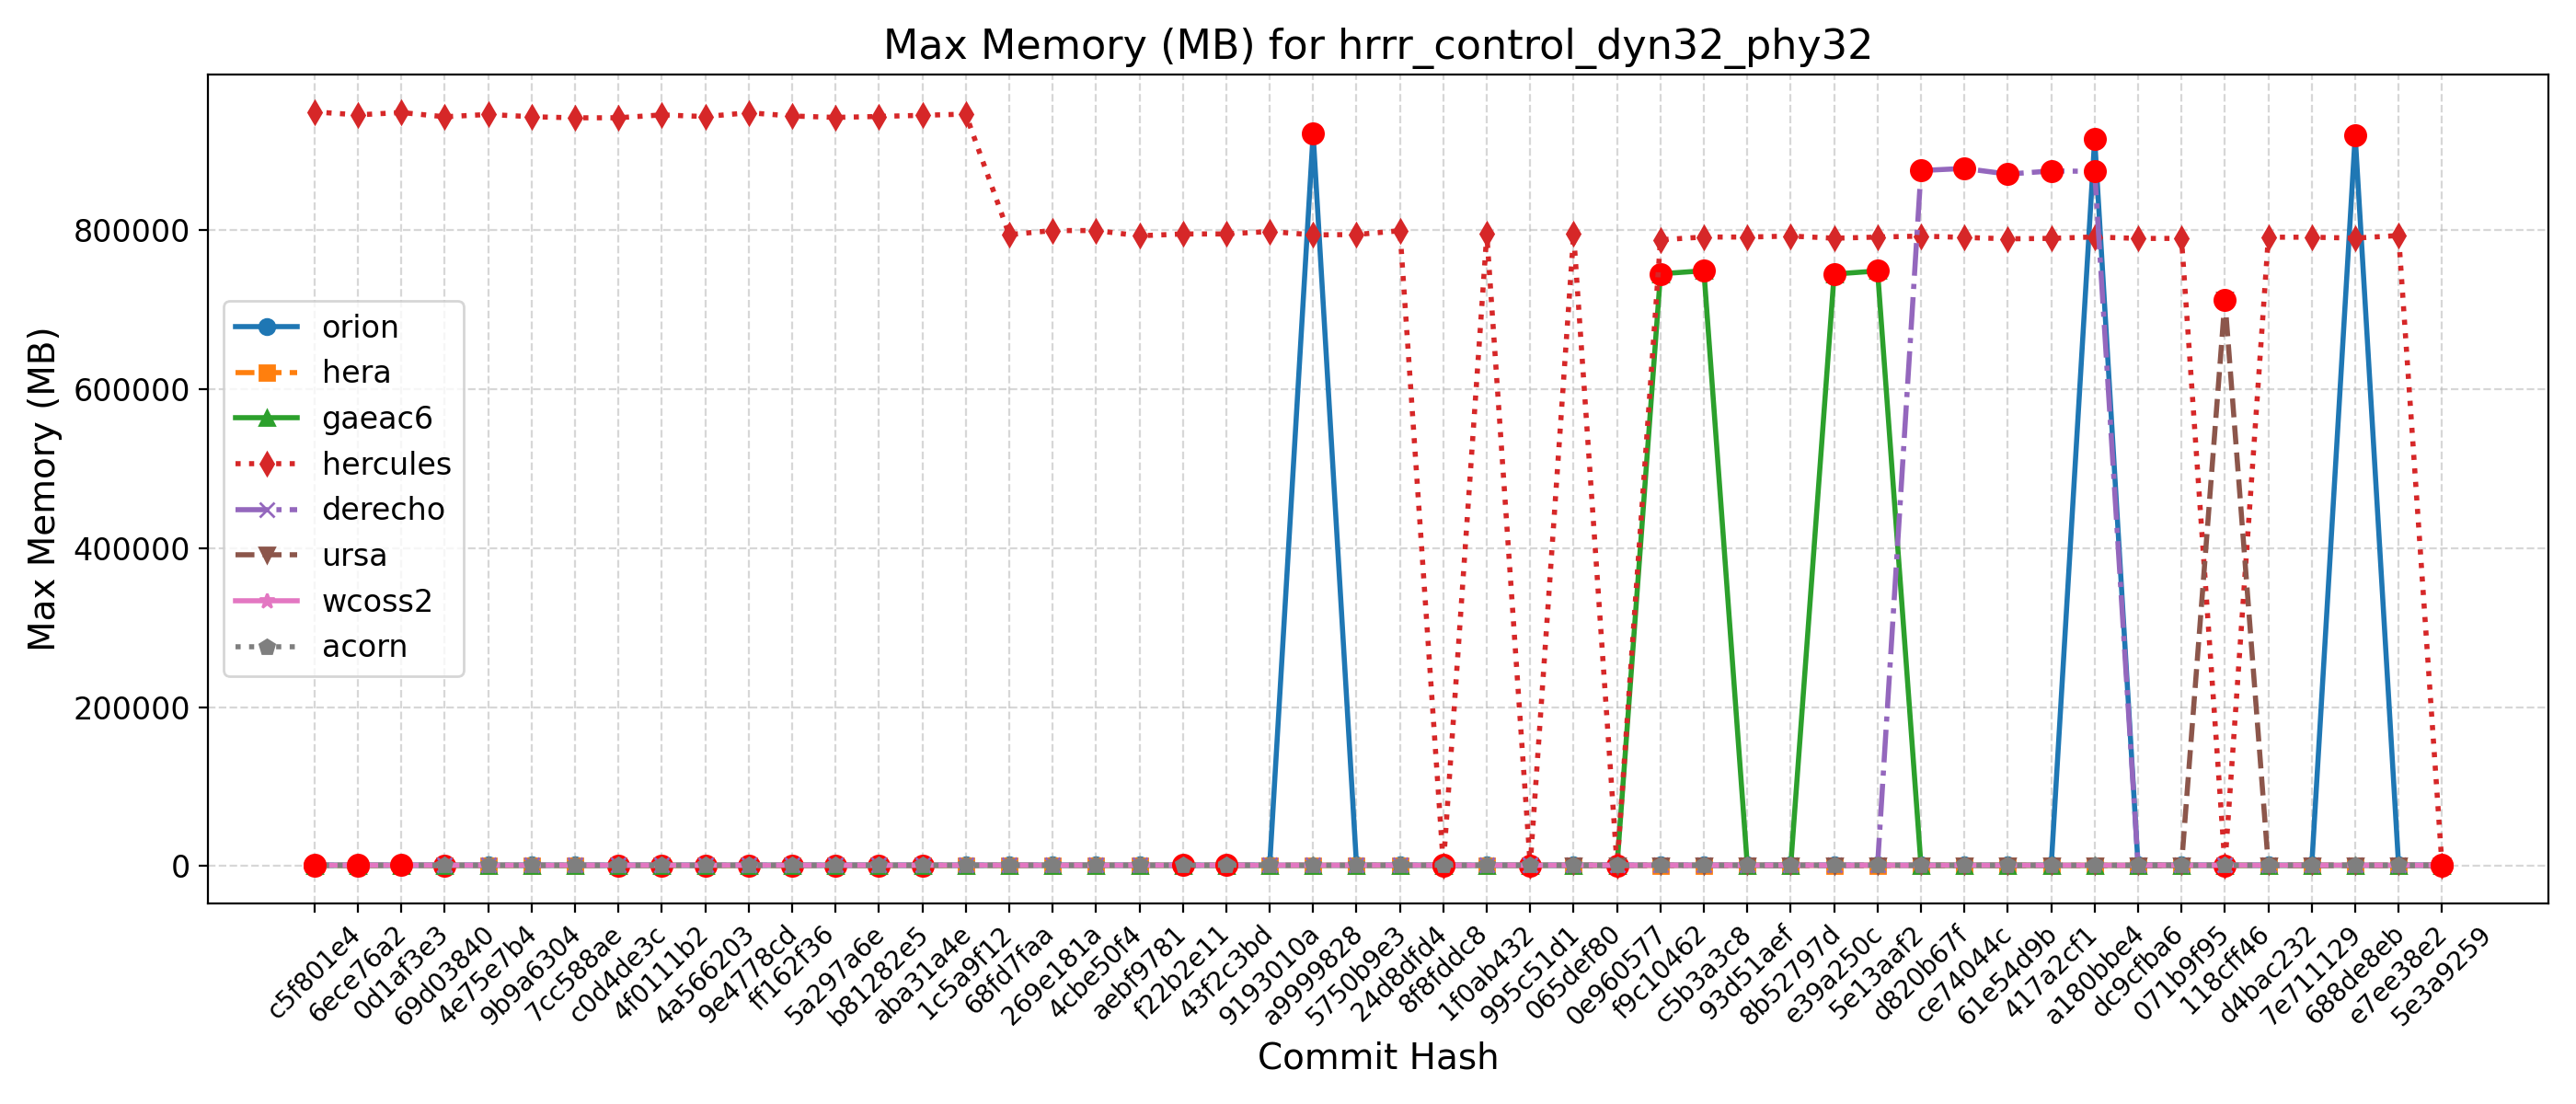 Max Memory (MB) for hrrr_control_dyn32_phy32
Max Memory (MB)
800000
600000
400000
200000
0
orion
hera
gaeac6
hercules
derecho
ursa
wcoss2
acorn
c5f801e4
6ece76a2
0d1af3e3
69d03840
4e75e7b4
9b9a6304
7cc588ae
c0d4de3c
4f0111b2
4a566203
9e4778cd
ff162f36
5a297a6e
b81282e5
aba31a4e
1c5a9f12
68fd7faa
269e181a
4cbe50f4
aebf9781
f22b2e11
43f2c3bd
9193010a
a9999828
5750b9e3
24d8dfd4
8f8fddc8
1f0ab432
995c51d1
065def80
0e960577
f9c10462
c5b3a3c8
93d51aef
8b52797d
e39a250c
5e13aaf2
d820b67f
ce74044c
61e54d9b
417a2cf1
a180bbe4
dc9cfba6
071b9f95
118cff46
d4bac232
7e711129
688de8eb
e7ee38e2
5e3a9259
Commit Hash